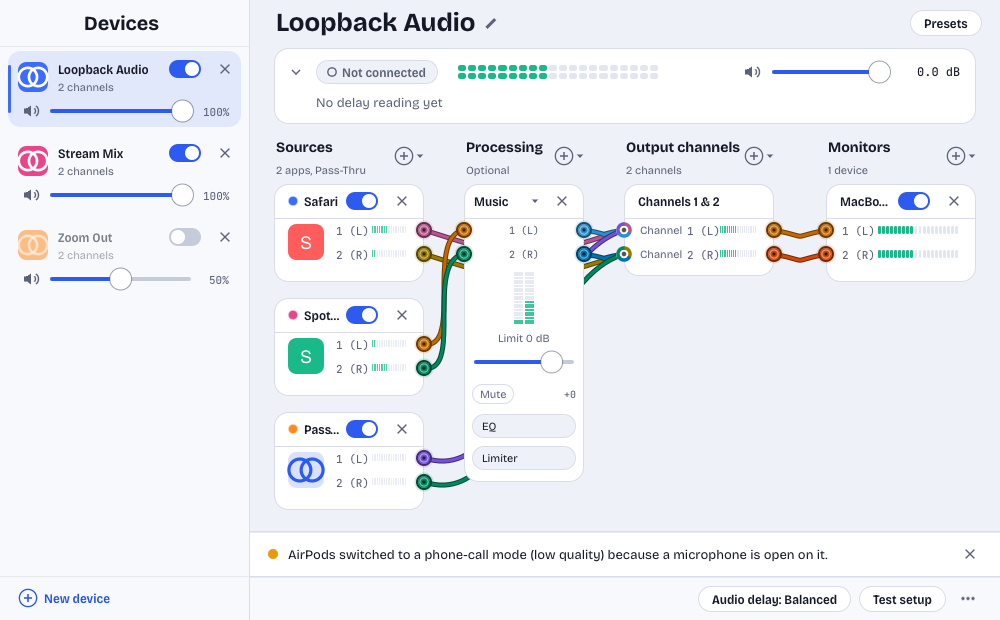 Devices
Loopback Audio
2 channels
100%
Stream Mix
2 channels
100%
Zoom Out
2 channels
50%
New device
Loopback Audio
Presets
Not connected
0.0 dB
No delay reading yet
Sources
2 apps, Pass-Thru
Processing
Optional
Output channels
2 channels
Monitors
1 device
Safari
1 (L)
2 (R)
S
Spot...
1 (L)
2 (R)
S
Pass...
1 (L)
2 (R)
Music
1 (L)
2 (R)
Limit 0 dB
Mute
+0
EQ
Limiter
Channels 1 & 2
Channel 1 (L)
Channel 2 (R)
MacBo...
1 (L)
2 (R)
AirPods switched to a phone-call mode (low quality) because a microphone is open on it.
Audio delay: Balanced
Test setup